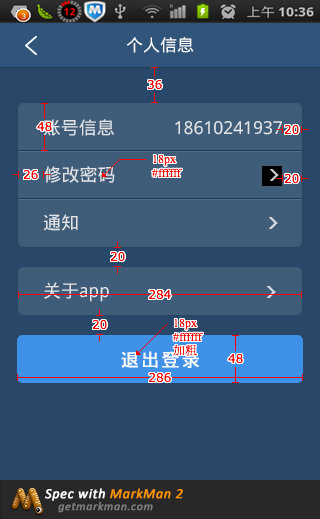 3
12
上午 10:36
个人信息
36
48
账号信息
18610241937
20
26
修改密码
18px
#ffffff
20
通知
20
关于app
284
20
18px
#ffffff
加粗
退出登录
48
286
Spec with MarkMan 2
getmarkman.com